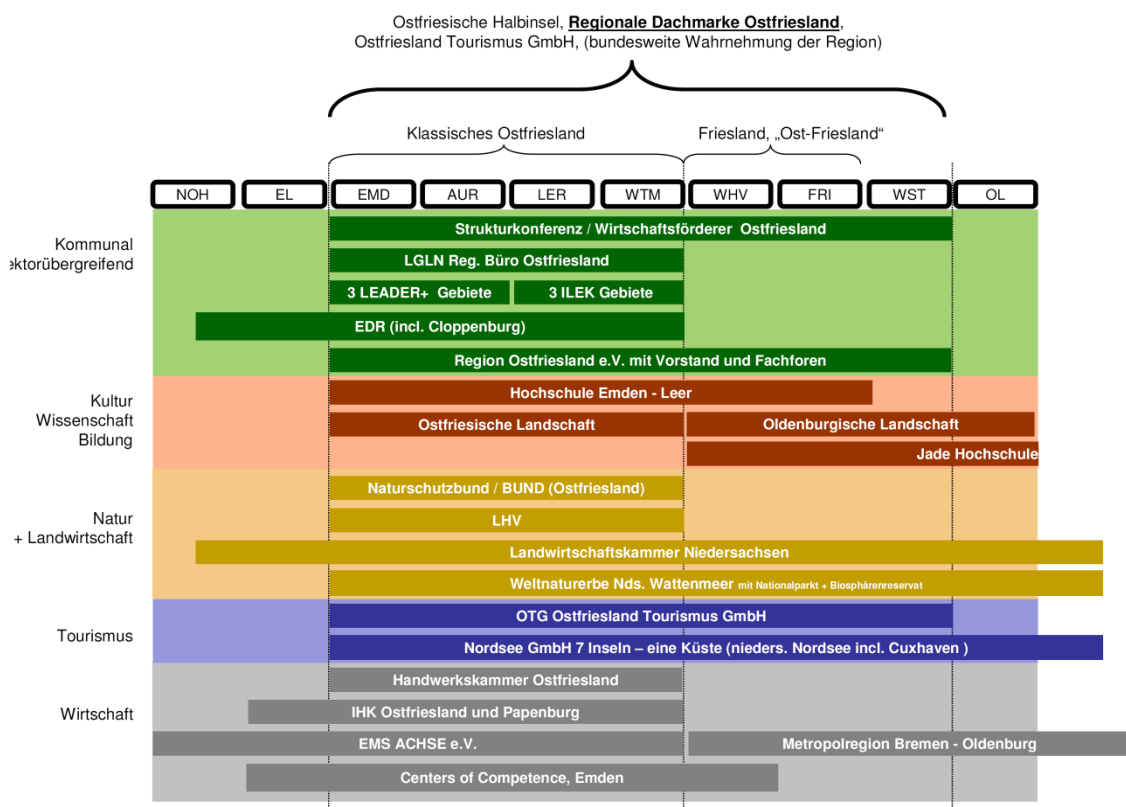 Ostfriesische Halbinsel, Regionale Dachmarke Ostfriesland,
Ostfriesland Tourismus GmbH, (bundesweite Wahrnehmung der Region)
Klassisches Ostfriesland
Friesland, „Ost-Friesland“
NOH
EL
EMD
AUR
LER
WTM
WHV
FRI
WST
OL
Kommunal
ektorübergreifend
Strukturkonferenz / Wirtschaftsförderer Ostfriesland
LGLN Reg. Büro Ostfriesland
3 LEADER+ Gebiete
3 ILEK Gebiete
EDR (incl. Cloppenburg)
Region Ostfriesland e.V. mit Vorstand und Fachforen
Kultur
Wissenschaft
Bildung
Hochschule Emden - Leer
Ostfriesische Landschaft
Oldenburgische Landschaft
Jade Hochschule
Natur
+ Landwirtschaft
Naturschutzbund / BUND (Ostfriesland)
LHV
Landwirtschaftskammer Niedersachsen
Weltnaturerbe Nds. Wattenmeer mit Nationalparkt + Biosphärenreservat
Tourismus
OTG Ostfriesland Tourismus GmbH
Nordsee GmbH 7 Inseln – eine Küste (nieders. Nordsee incl. Cuxhaven )
Wirtschaft
Handwerkskammer Ostfriesland
IHK Ostfriesland und Papenburg
EMS ACHSE e.V.
Metropolregion Bremen - Oldenburg
Centers of Competence, Emden